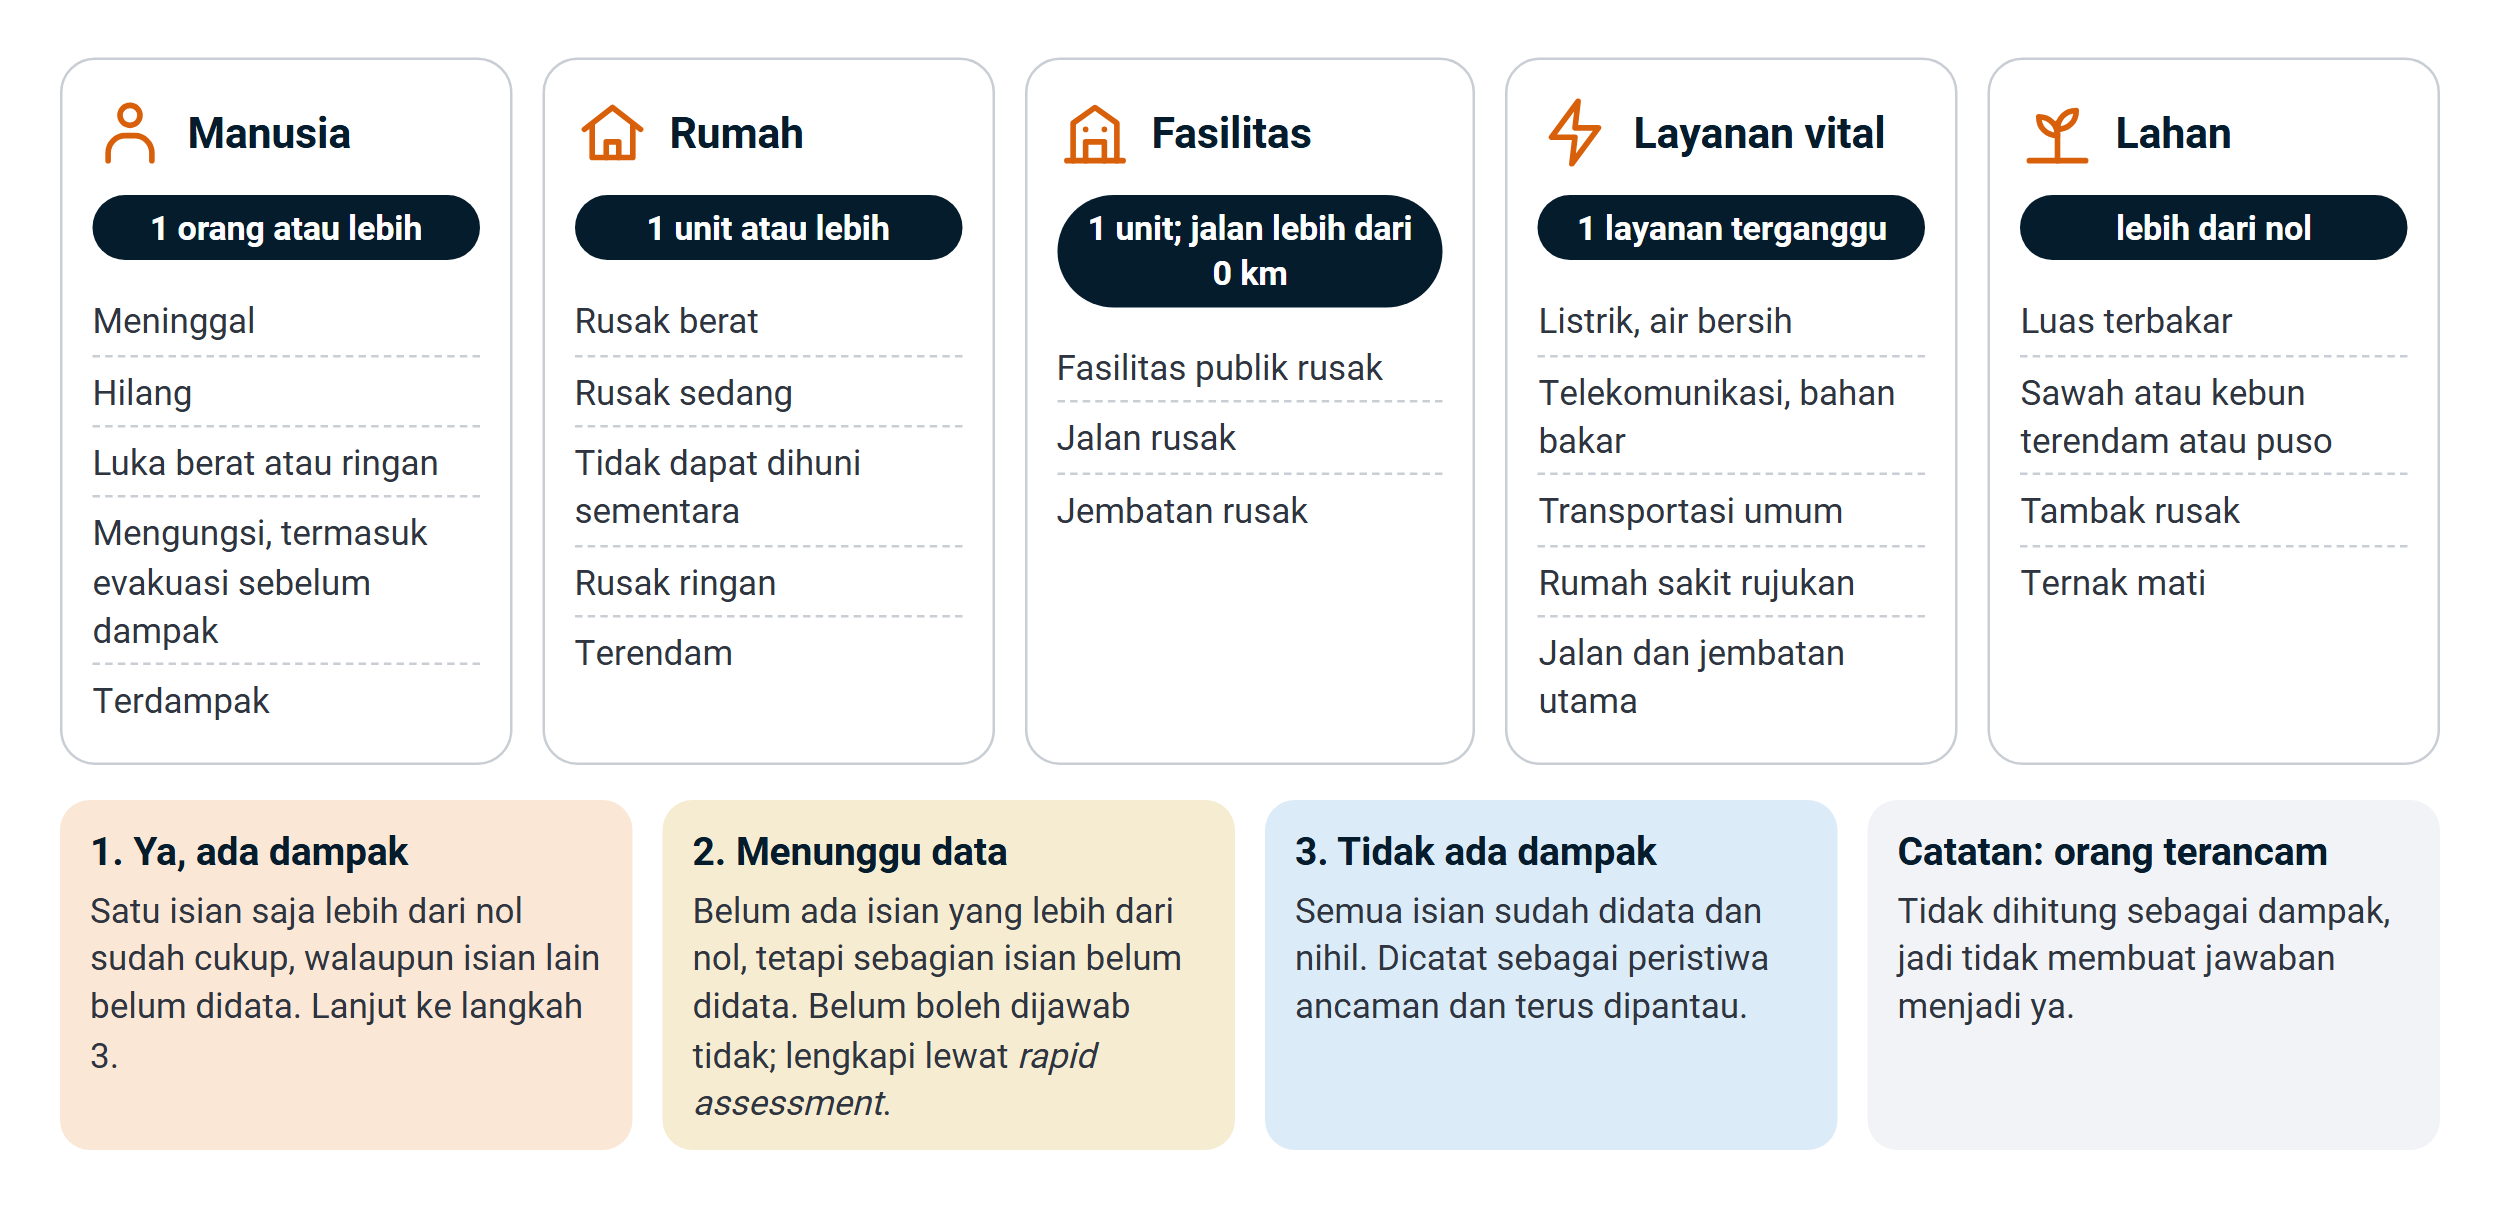 Manusia
1 orang atau lebih
Meninggal
Hilang
Luka berat atau ringan
Mengungsi, termasuk
evakuasi sebelum
dampak
Terdampak
Rumah
1 unit atau lebih
Rusak berat
Rusak sedang
Tidak dapat dihuni
sementara
Rusak ringan
Terendam
Fasilitas
1 unit; jalan lebih dari
0 km
Fasilitas publik rusak
Jalan rusak
Jembatan rusak
Layanan vital
1 layanan terganggu
Listrik, air bersih
Telekomunikasi, bahan
bakar
Transportasi umum
Rumah sakit rujukan
Jalan dan jembatan
utama
Lahan
lebih dari nol
Luas terbakar
Sawah atau kebun
terendam atau puso
Tambak rusak
Ternak mati
1. Ya, ada dampak
Satu isian saja lebih dari nol
sudah cukup, walaupun isian lain
belum didata. Lanjut ke langkah
3.
2. Menunggu data
Belum ada isian yang lebih dari
nol, tetapi sebagian isian belum
didata. Belum boleh dijawab
tidak; lengkapi lewat rapid
assessment.
3. Tidak ada dampak
Semua isian sudah didata dan
nihil. Dicatat sebagai peristiwa
ancaman dan terus dipantau.
Catatan: orang terancam
Tidak dihitung sebagai dampak,
jadi tidak membuat jawaban
menjadi ya.